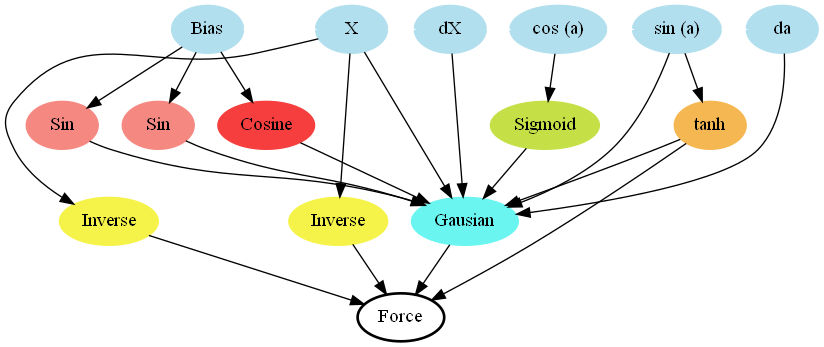 Bias
X
dX
cos (a)
sin (a)
da
Sin
Sin
Cosine
Sigmoid
tanh
Inverse
Inverse
Gausian
Force